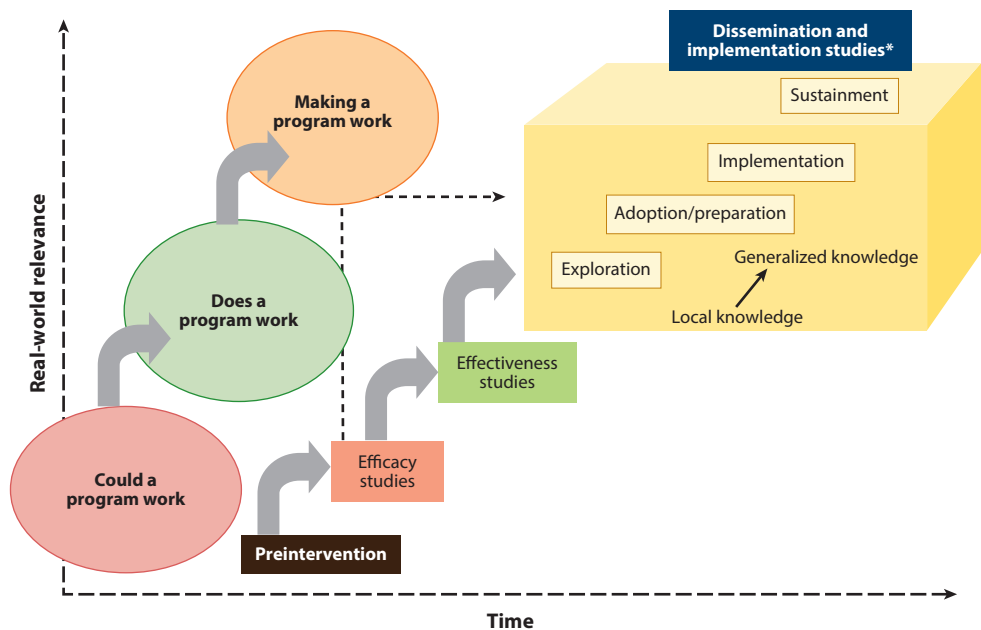 Dissemination and
implementation studies*
Sustainment
Making a
program work
Implementation
Adoption/preparation
Generalized knowledge
Exploration
Local knowledge
Does a
program work
Effectiveness
studies
Could a
program work
Efficacy
studies
Preintervention
Real-world relevance
Time